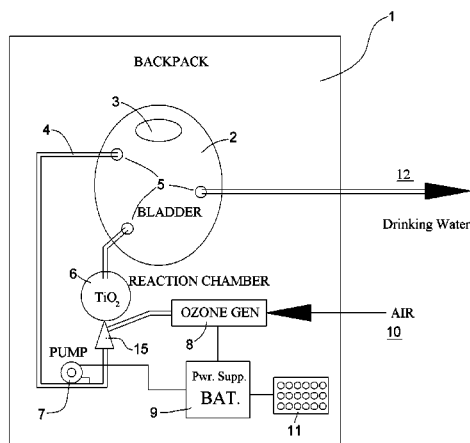 1
BACKPACK
3
4
2
5
12
BLADDER
Drinking Water
6
REACTION CHAMBER
TiO2
OZONE GEN
AIR
8
10
PUMP
15
Pwr. Supp.
BAT.
7
9
11